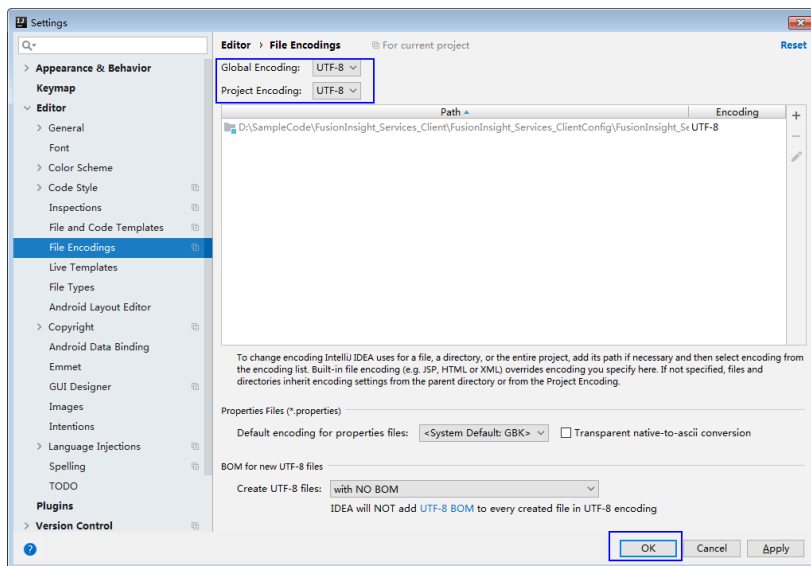 Settings
Editor › File Encodings For current project Reset
Appearance & Behavior
Keymap
Editor
General
Font
Color Scheme
Code Style
Inspections
File and Code Templates
File Encodings
Live Templates
File Types
Android Layout Editor
Copyright
Android Data Binding
Emmet
GUI Designer
Images
Intentions
Language Injections
Spelling
TODO
Plugins
Version Control
Global Encoding: UTF-8
Project Encoding: UTF-8
Path Encoding
D:\SampleCode\FusionInsight_Services_Client\FusionInsight_Services_ClientConfig\FusionInsight_Se UTF-8
To change encoding IntelliJ IDEA uses for a file, a directory, or the entire project, add its path if necessary and then select encoding from
the encoding list. Built-in file encoding (e.g. JSP, HTML or XML) overrides encoding you specify here. If not specified, files and
directories inherit encoding settings from the parent directory or from the Project Encoding.
Properties Files (*.properties)
Default encoding for properties files: <System Default: GBK> Transparent native-to-ascii conversion
BOM for new UTF-8 files
Create UTF-8 files: with NO BOM
IDEA will NOT add UTF-8 BOM to every created file in UTF-8 encoding
? OK Cancel Apply